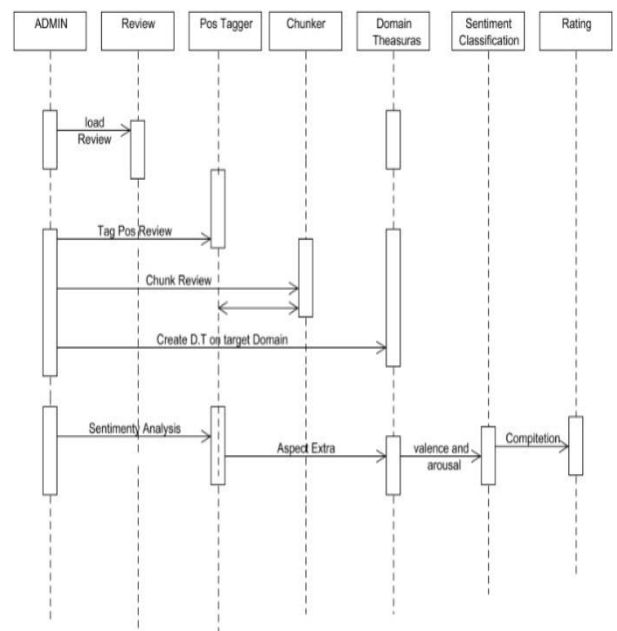 ADMIN
Review
Pos Tagger
Chunker
Domain
Theasuras
Sentiment
Classification
Rating
load
Review
Tag Pos Review
Chunk Review
Create D.T on target Domain
Sentimenty Analysis
Aspect Extra
valence and
arousal
Compitetion